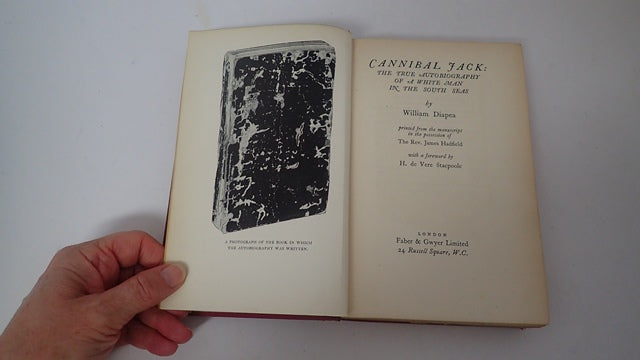 A PHOTOGRAPH OF THE BOOK IN WHICH
THE AUTOBIOGRAPHY WAS WRITTEN.
CANNIBAL JACK:
THE TRUE AUTOBIOGRAPHY
OF A WHITE MAN
IN THE SOUTH SEAS
by
William Diapea
printed from the manuscript
in the possession of
The Rev. James Hadfield
with a foreword by
H. de Vere Stacpoole
LONDON
Faber & Gwyer Limited
24 Russell Square, W.C.